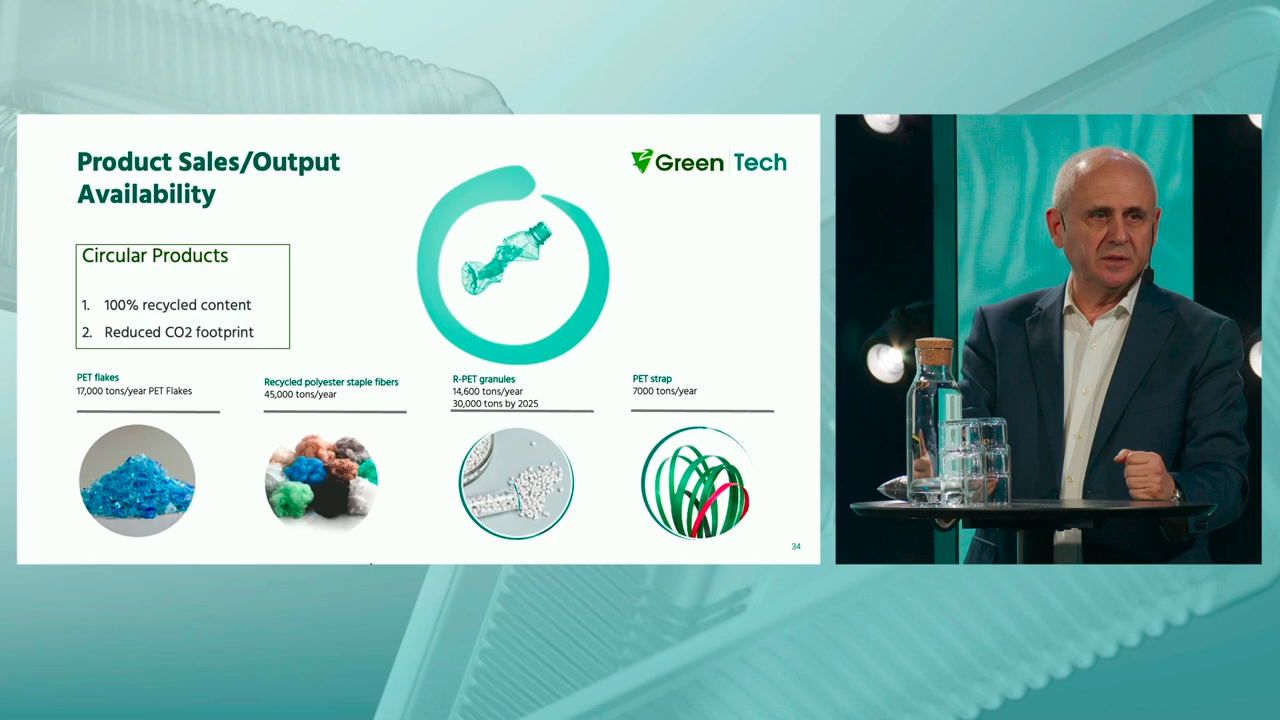 Product Sales/Output
Availability
Green Tech
Circular Products
1. 100% recycled content
2. Reduced CO2 footprint
PET flakes
17,000 tons/year PET Flakes
Recycled polyester staple fibers
45,000 tons/year
R-PET granules
14,600 tons/year
30,000 tons by 2025
PET strap
7000 tons/year
34